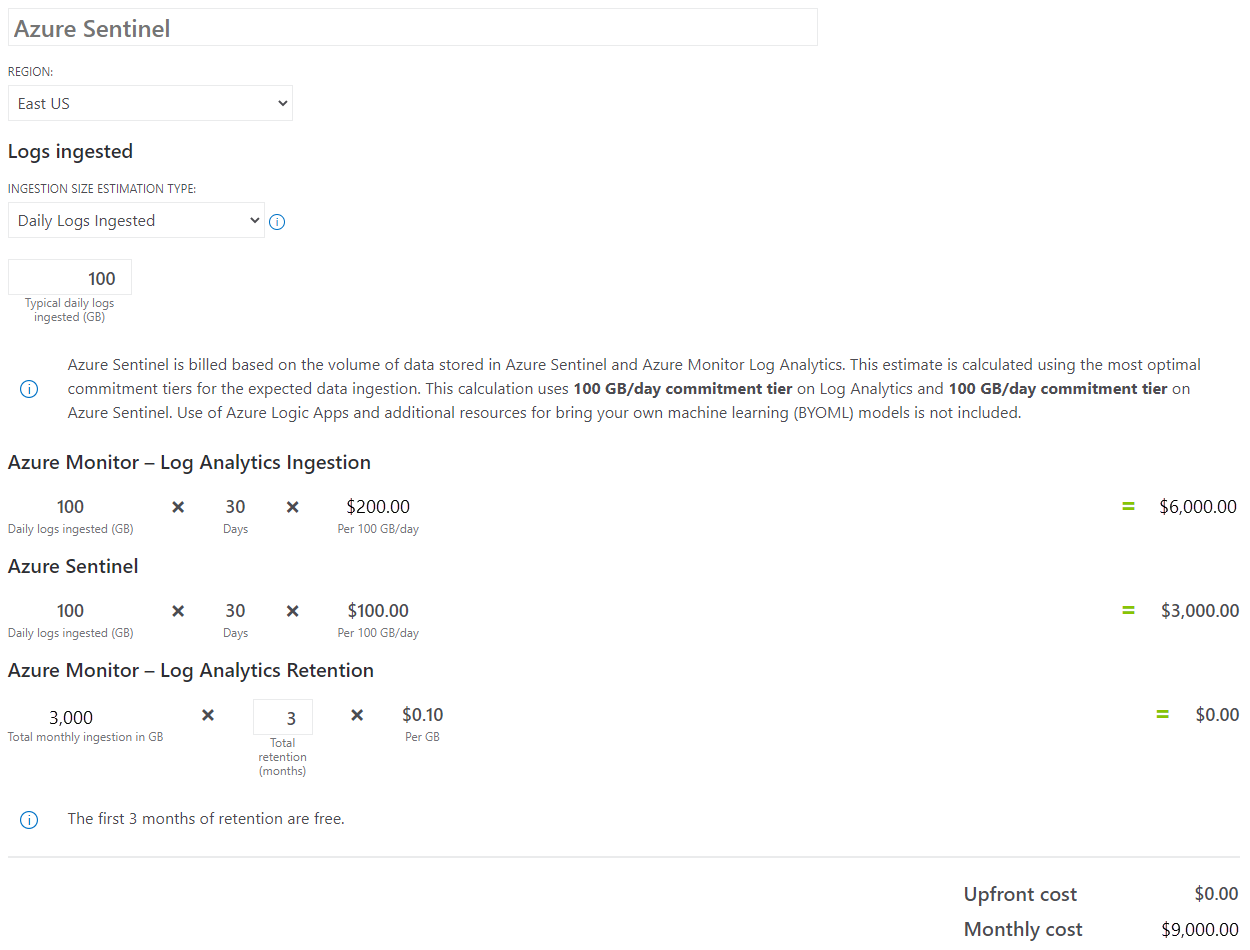 Azure Sentinel
REGION:
East US
Logs ingested
INGESTION SIZE ESTIMATION TYPE:
Daily Logs Ingested
100
Typical daily logs
ingested (GB)
Azure Sentinel is billed based on the volume of data stored in Azure Sentinel and Azure Monitor Log Analytics. This estimate is calculated using the most optimal
commitment tiers for the expected data ingestion. This calculation uses 100 GB/day commitment tier on Log Analytics and 100 GB/day commitment tier on
Azure Sentinel. Use of Azure Logic Apps and additional resources for bring your own machine learning (BYOML) models is not included.
Azure Monitor – Log Analytics Ingestion
100 × 30 × $200.00 = $6,000.00
Daily logs ingested (GB) Days Per 100 GB/day
Azure Sentinel
100 × 30 × $100.00 = $3,000.00
Daily logs ingested (GB) Days Per 100 GB/day
Azure Monitor – Log Analytics Retention
3,000 × 3 × $0.10 = $0.00
Total monthly ingestion in GB Total Per GB
retention
(months)
The first 3 months of retention are free.
Upfront cost $0.00
Monthly cost $9,000.00